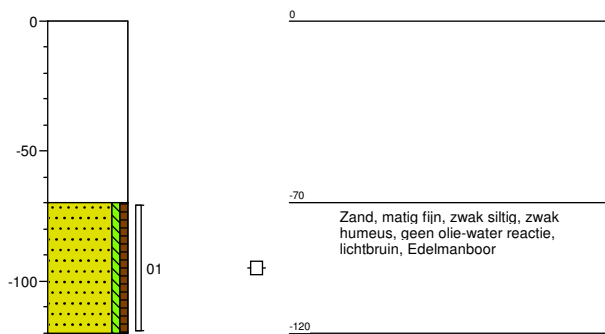 0
-50
-100
01
0
-70
Zand, matig fijn, zwak siltig, zwak
humeus, geen olie-water reactie,
lichtbruin, Edelmanboor
-120